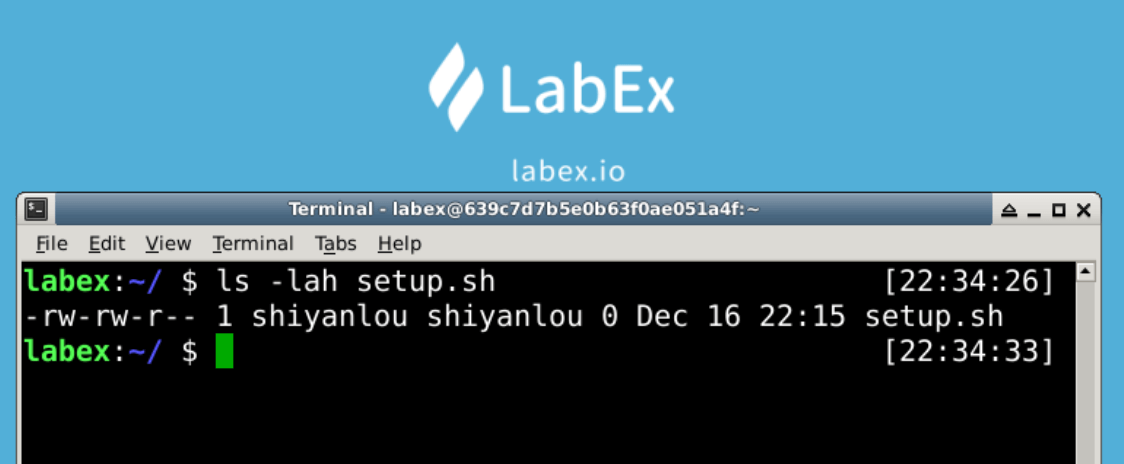 LabEx
labex.io
Terminal - labex@639c7d7b5e0b63f0ae051a4f:~
File Edit View Terminal Tabs Help
labex:~/ $ ls -lah setup.sh [22:34:26]
-rw-rw-r-- 1 shiyanlou shiyanlou 0 Dec 16 22:15 setup.sh
labex:~/ $ [22:34:33]